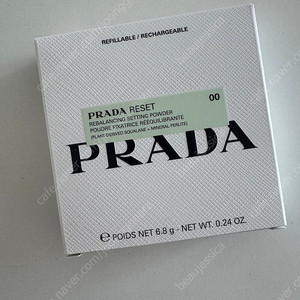 REFILLABLE / RECHARGEABLE
PRADA RESET 00
REBALANCING SETTING POWDER
POUDRE FIXATRICE RÉÉQUILIBRANTE
(PLANT-DERIVED SQUALANE + MINERAL PERLITE)
PRADA
℮ POIDS NET 6.8 g - NET WT. 0.24 OZ.